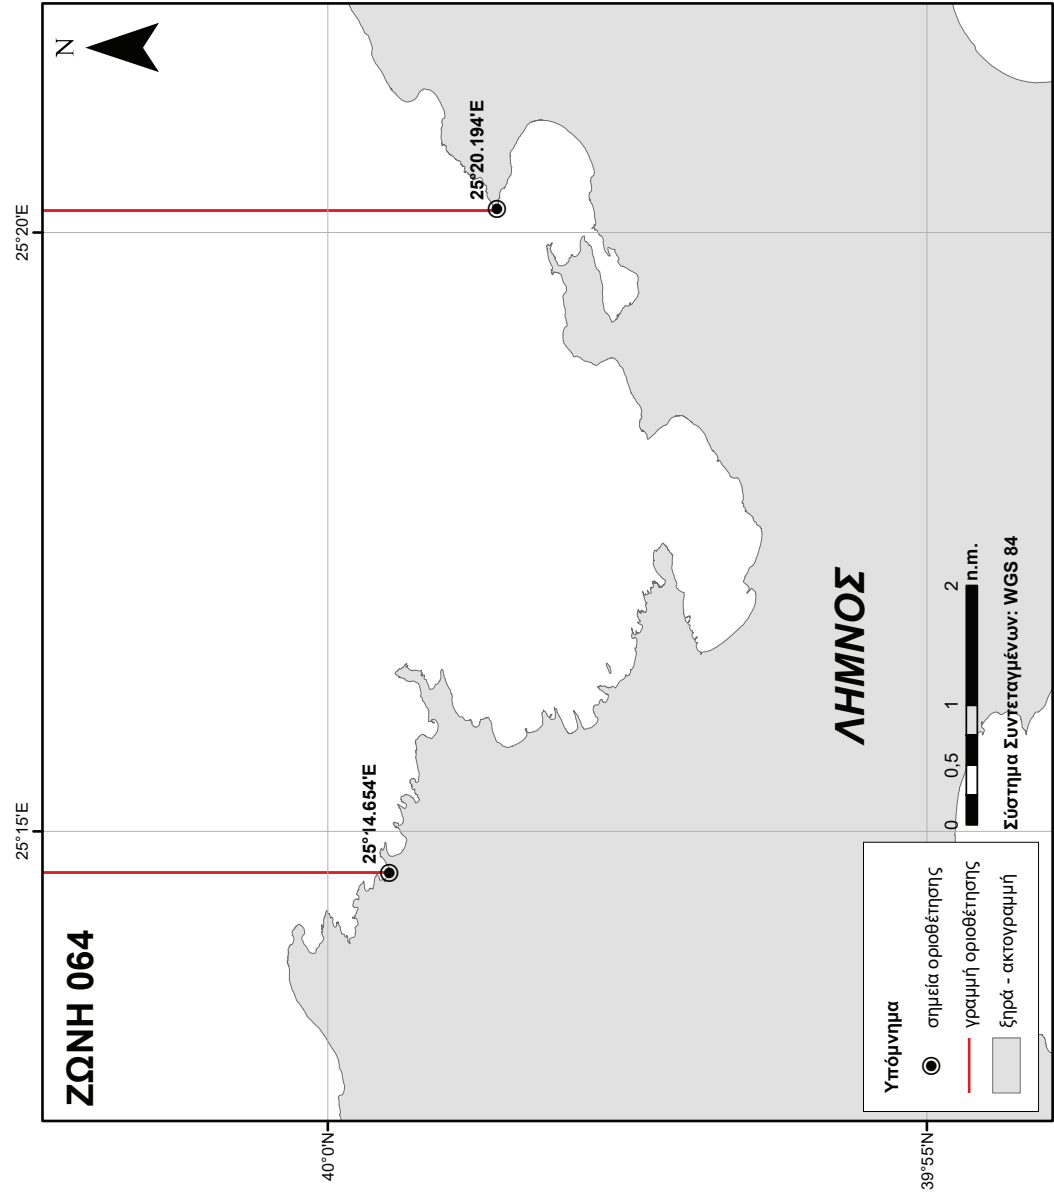 ΖΩΝΗ 064
N
25°15'E
25°20'E
40°0'N
39°55'N
25°14.654'E
25°20.194'E
ΛΗΜΝΟΣ
Υπόμνημα
σημεία οριοθέτησης
γραμμή οριοθέτησης
ξηρά - ακτογραμμή
0 0,5 1 2
n.m.
Σύστημα Συντεταγμένων: WGS 84